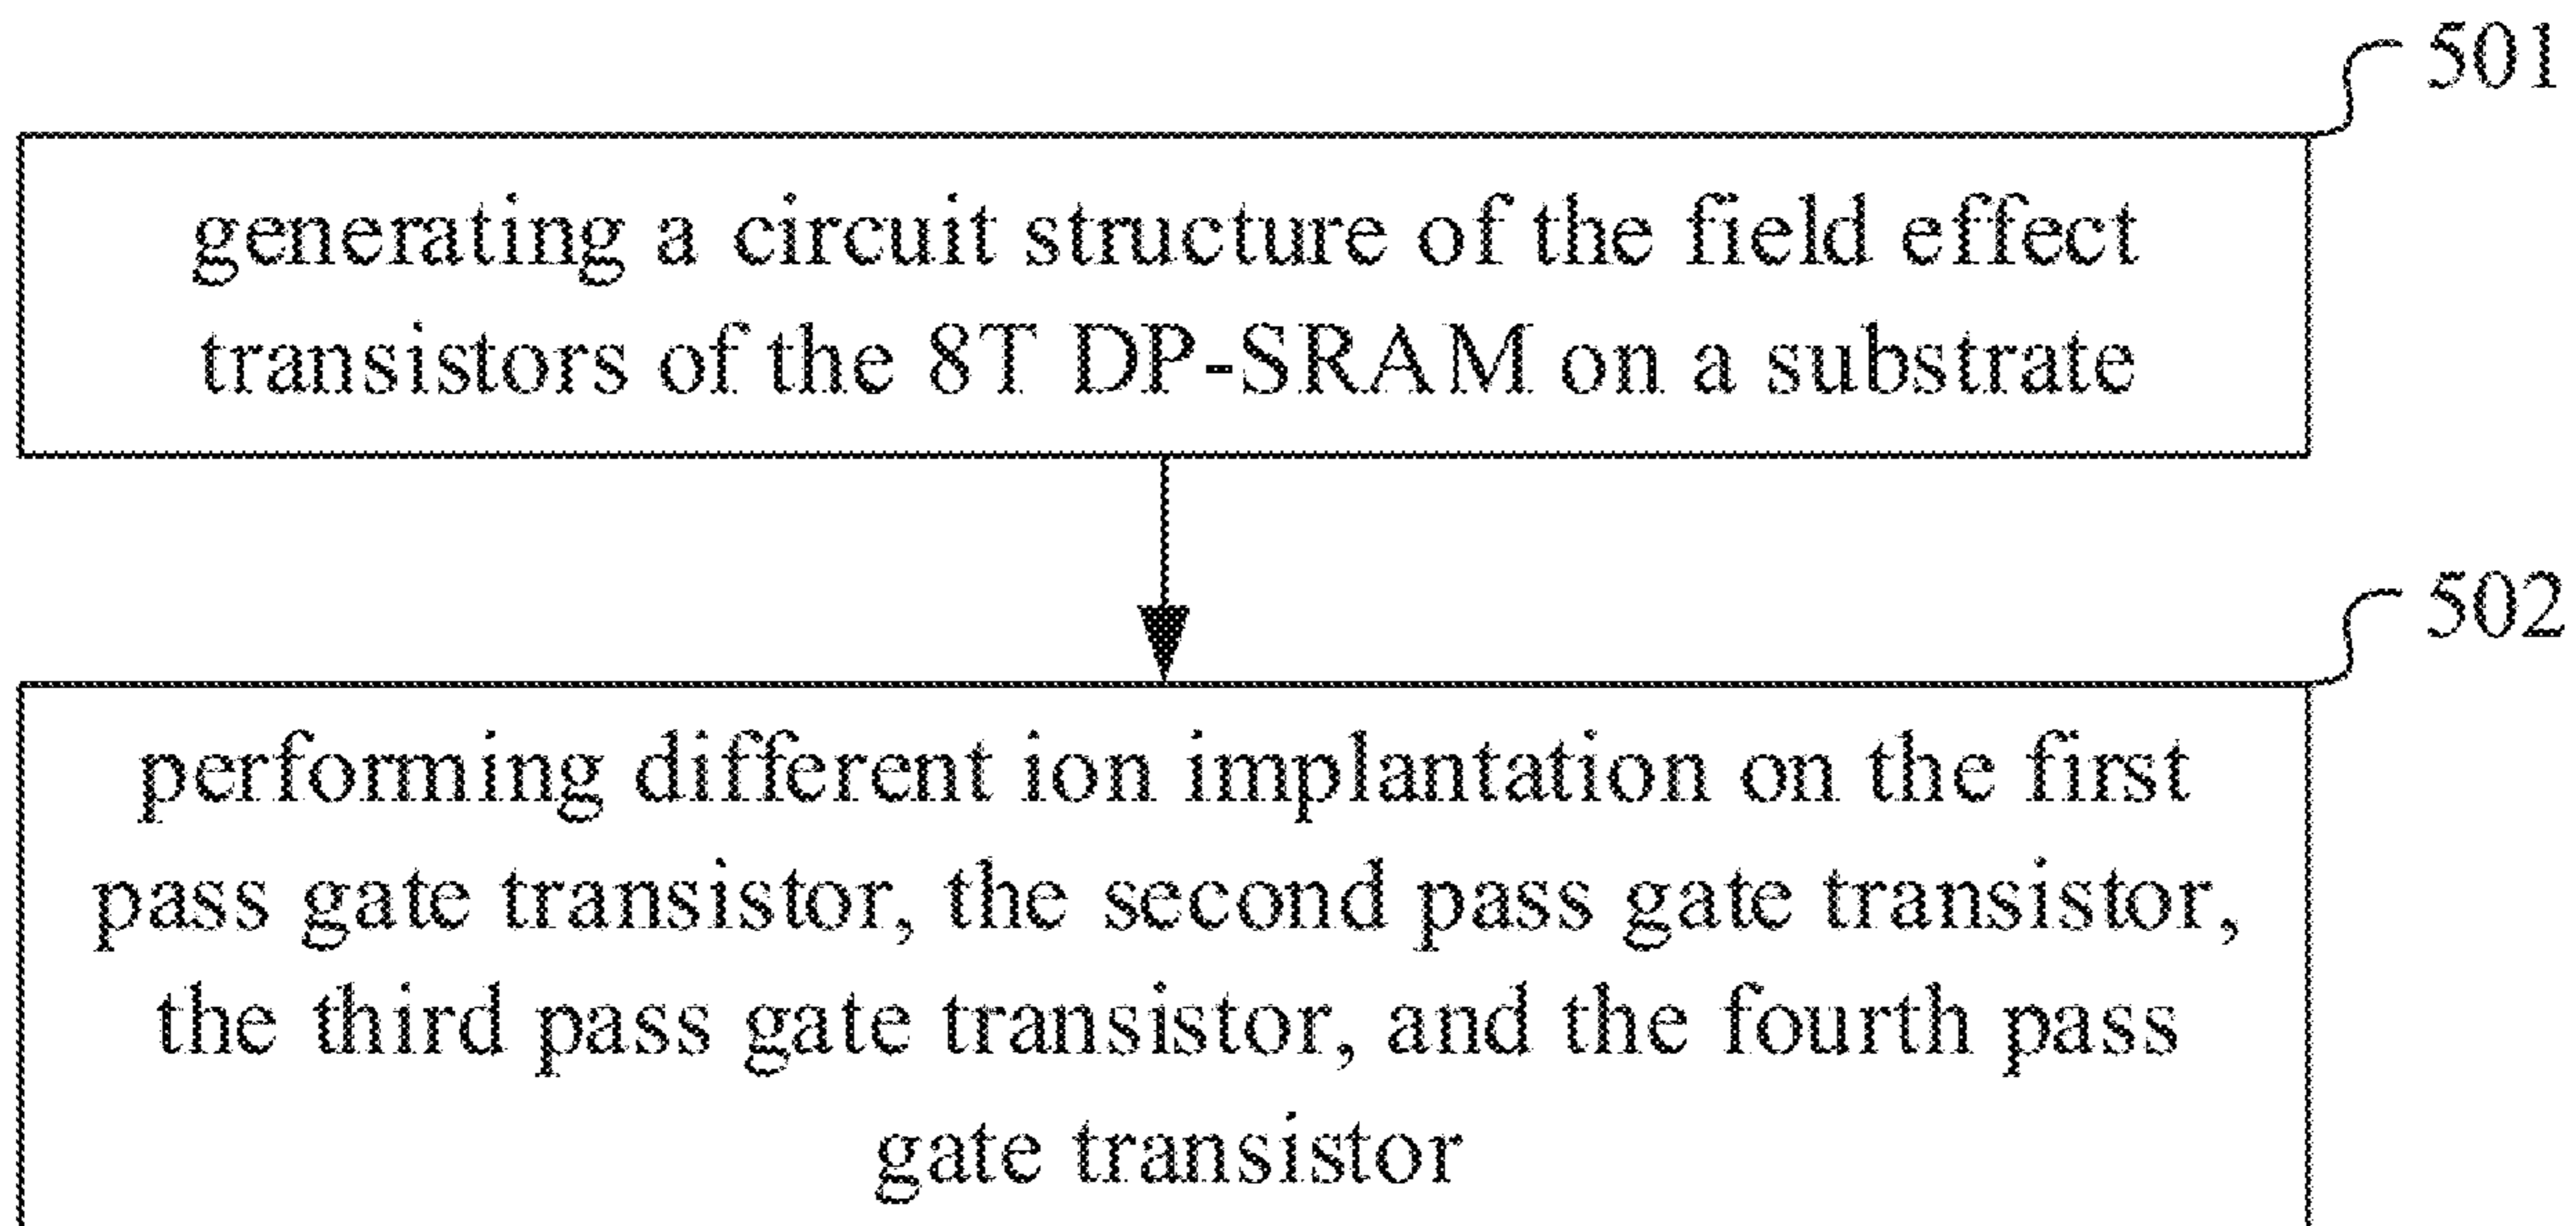 501
generating a circuit structure of the field effect
transistors of the 8T DP-SRAM on a substrate
502
performing different ion implantation on the first
pass gate transistor, the second pass gate transistor,
the third pass gate transistor, and the fourth pass
gate transistor